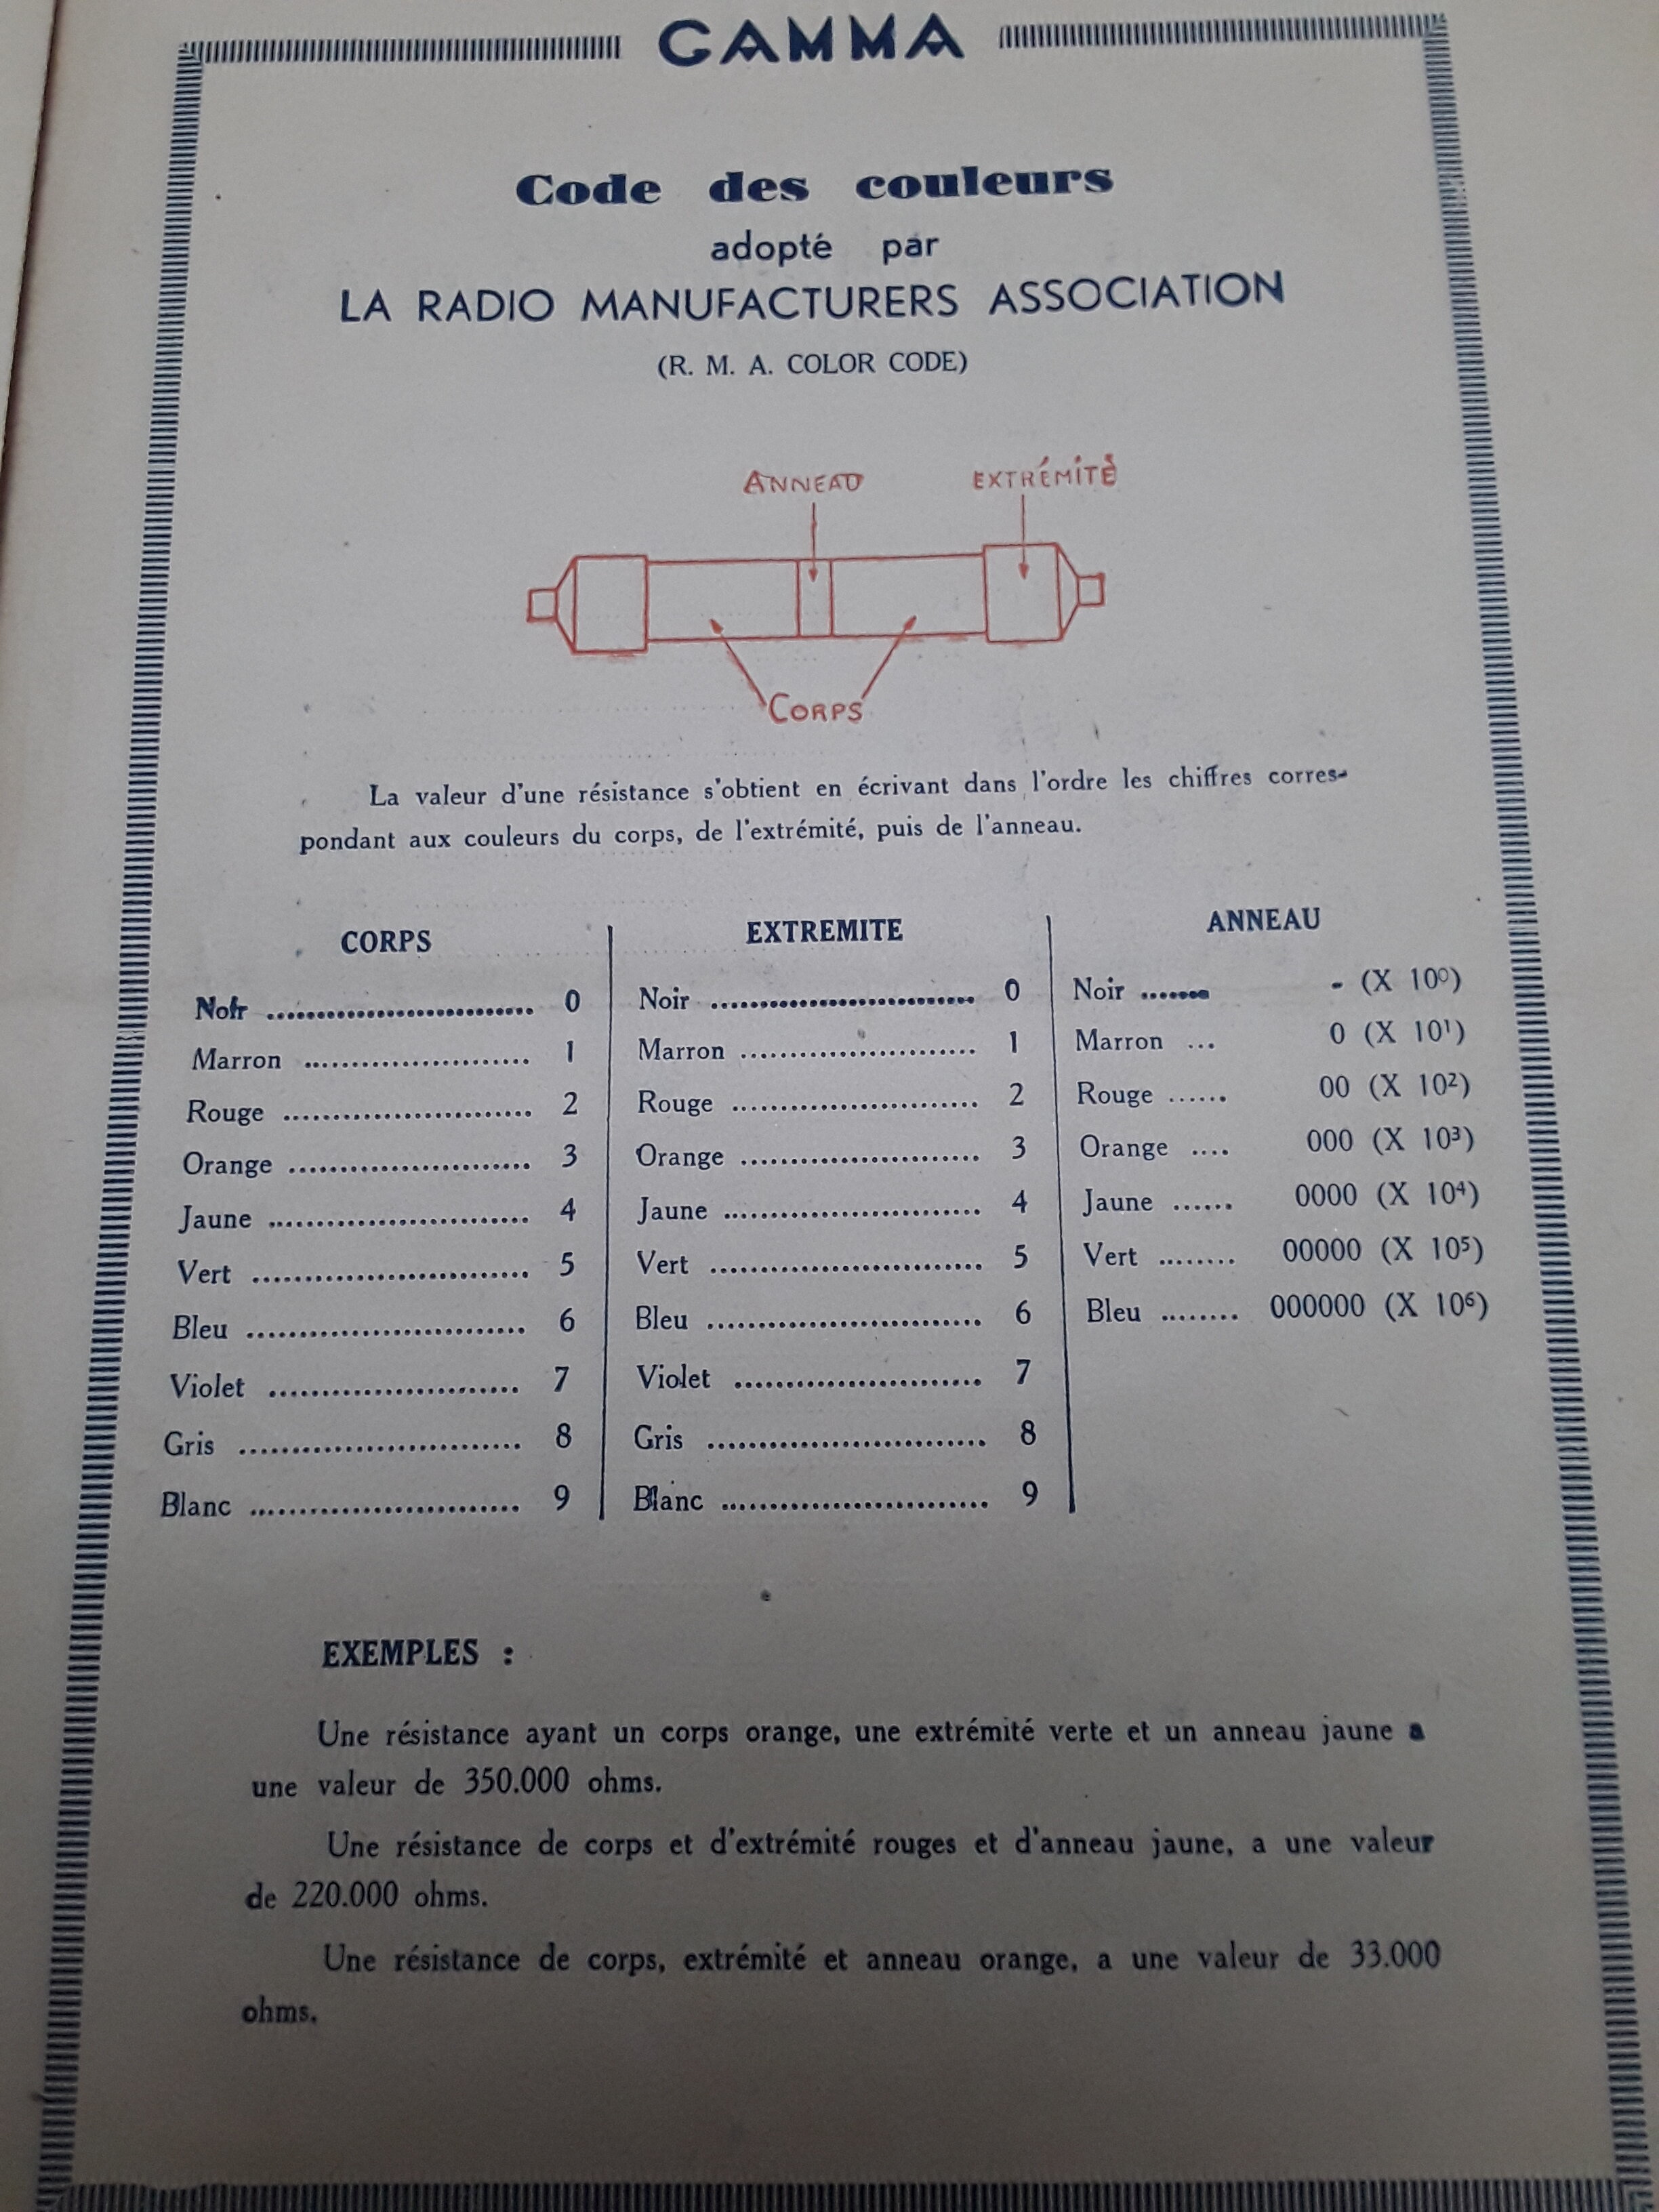 GAMMA
Code des couleurs
adopté par
LA RADIO MANUFACTURERS ASSOCIATION
(R. M. A. COLOR CODE)
ANNEAU EXTRÉMITÉ
CORPS
La valeur d'une résistance s'obtient en écrivant dans l'ordre les chiffres corres-
pondant aux couleurs du corps, de l'extrémité, puis de l'anneau.
CORPS
Noir ........................... 0
Marron ........................ 1
Rouge .......................... 2
Orange ......................... 3
Jaune ........................... 4
Vert ............................. 5
Bleu ............................. 6
Violet .......................... 7
Gris ............................. 8
Blanc ........................... 9
EXTREMITE
Noir ........................... 0
Marron ........................ 1
Rouge .......................... 2
Orange ......................... 3
Jaune ........................... 4
Vert ............................. 5
Bleu ............................. 6
Violet .......................... 7
Gris ............................. 8
Blanc ........................... 9
ANNEAU
Noir ....... - (X 10⁰)
Marron ... 0 (X 10¹)
Rouge ...... 00 (X 10²)
Orange .... 000 (X 10³)
Jaune ...... 0000 (X 10⁴)
Vert ........ 00000 (X 10⁵)
Bleu ........ 000000 (X 10⁶)
EXEMPLES :
Une résistance ayant un corps orange, une extrémité verte et un anneau jaune a
une valeur de 350.000 ohms.
Une résistance de corps et d'extrémité rouges et d'anneau jaune, a une valeur
de 220.000 ohms.
Une résistance de corps, extrémité et anneau orange, a une valeur de 33.000
ohms.